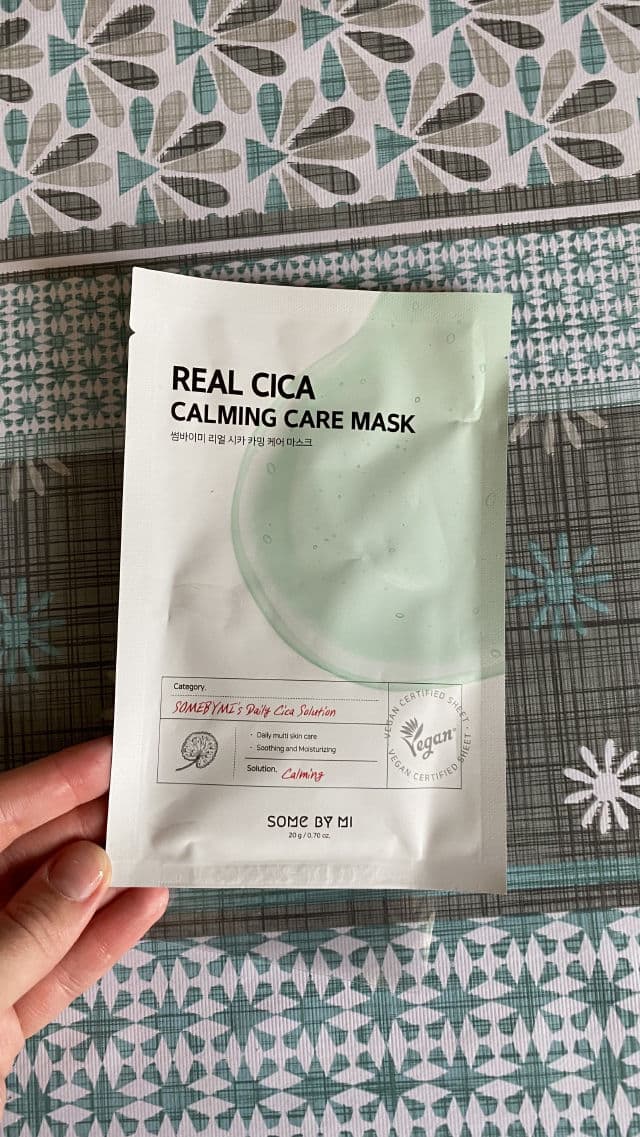 REAL CICA
CALMING CARE MASK
썸바이미 리얼 시카 카밍 케어 마스크
Category.
SOMEBYMI's Daily Cica Solution
· Daily multi skin care
· Soothing and Moisturizing
Solution. Calming
VEGAN CERTIFIED SHEET
Vegan
VEGAN CERTIFIED SHEET
SOME BY MI
20 g / 0.70 oz.